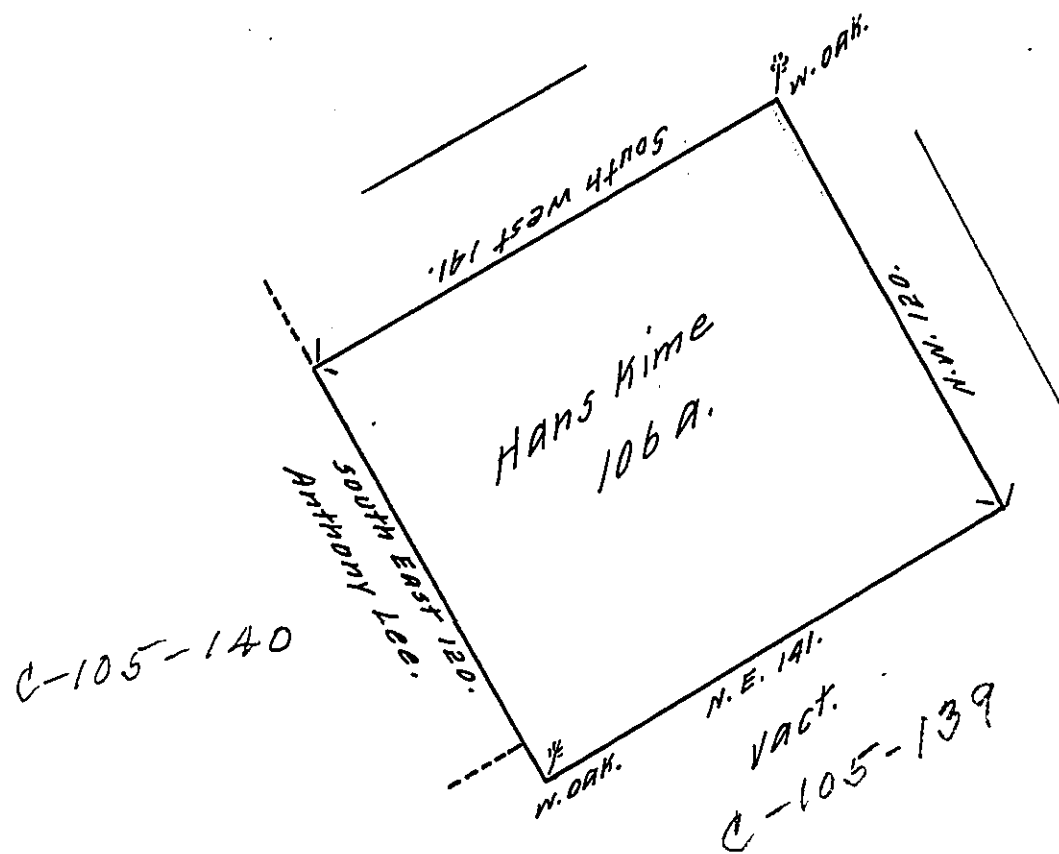 W. OAK.
South West 141.
N.W. 120.
Hans Kime
106 a.
South East 120.
Anthony Lee.
C-105-140
N.E. 141.
W. OAK.
Vact.
C-105-139